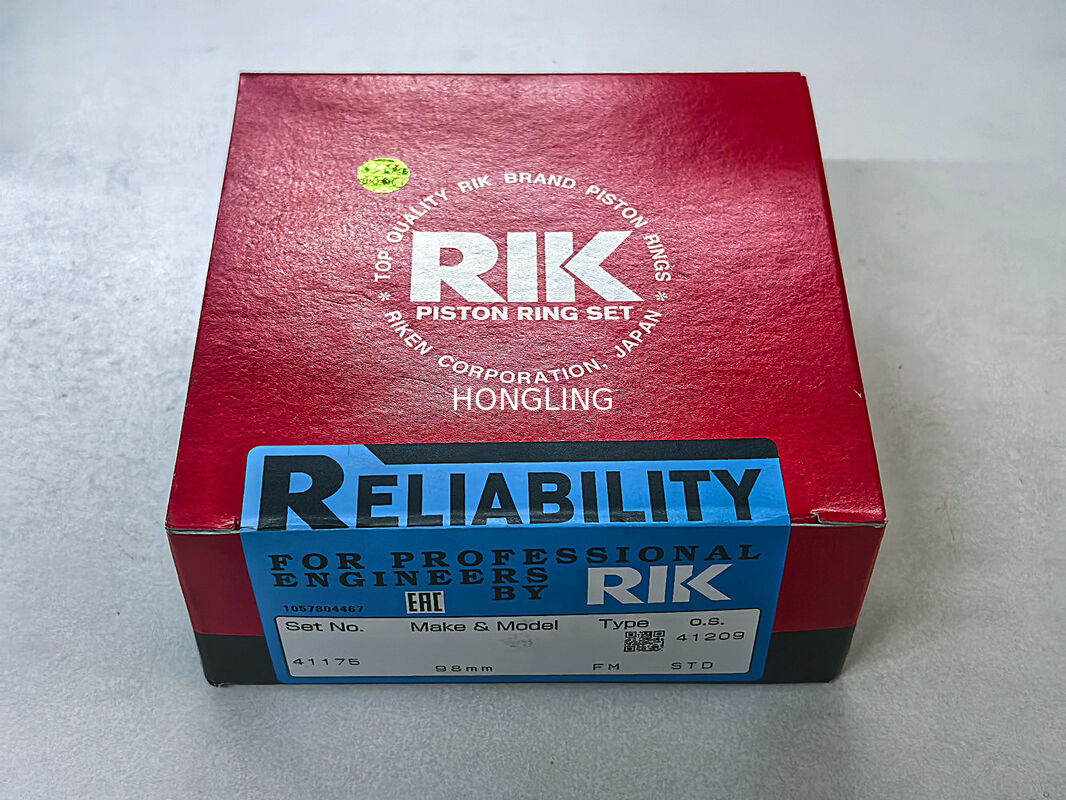 TOP QUALITY RIK BRAND PISTON RINGS
RIK
PISTON RING SET
* RIKEN CORPORATION, JAPAN *
HONGLING
RELIABILITY
FOR PROFESSIONAL
ENGINEERS
BY RIK
1057804467
EAC
Set No. Make & Model Type o.s.
41209
41175 98mm FM STD